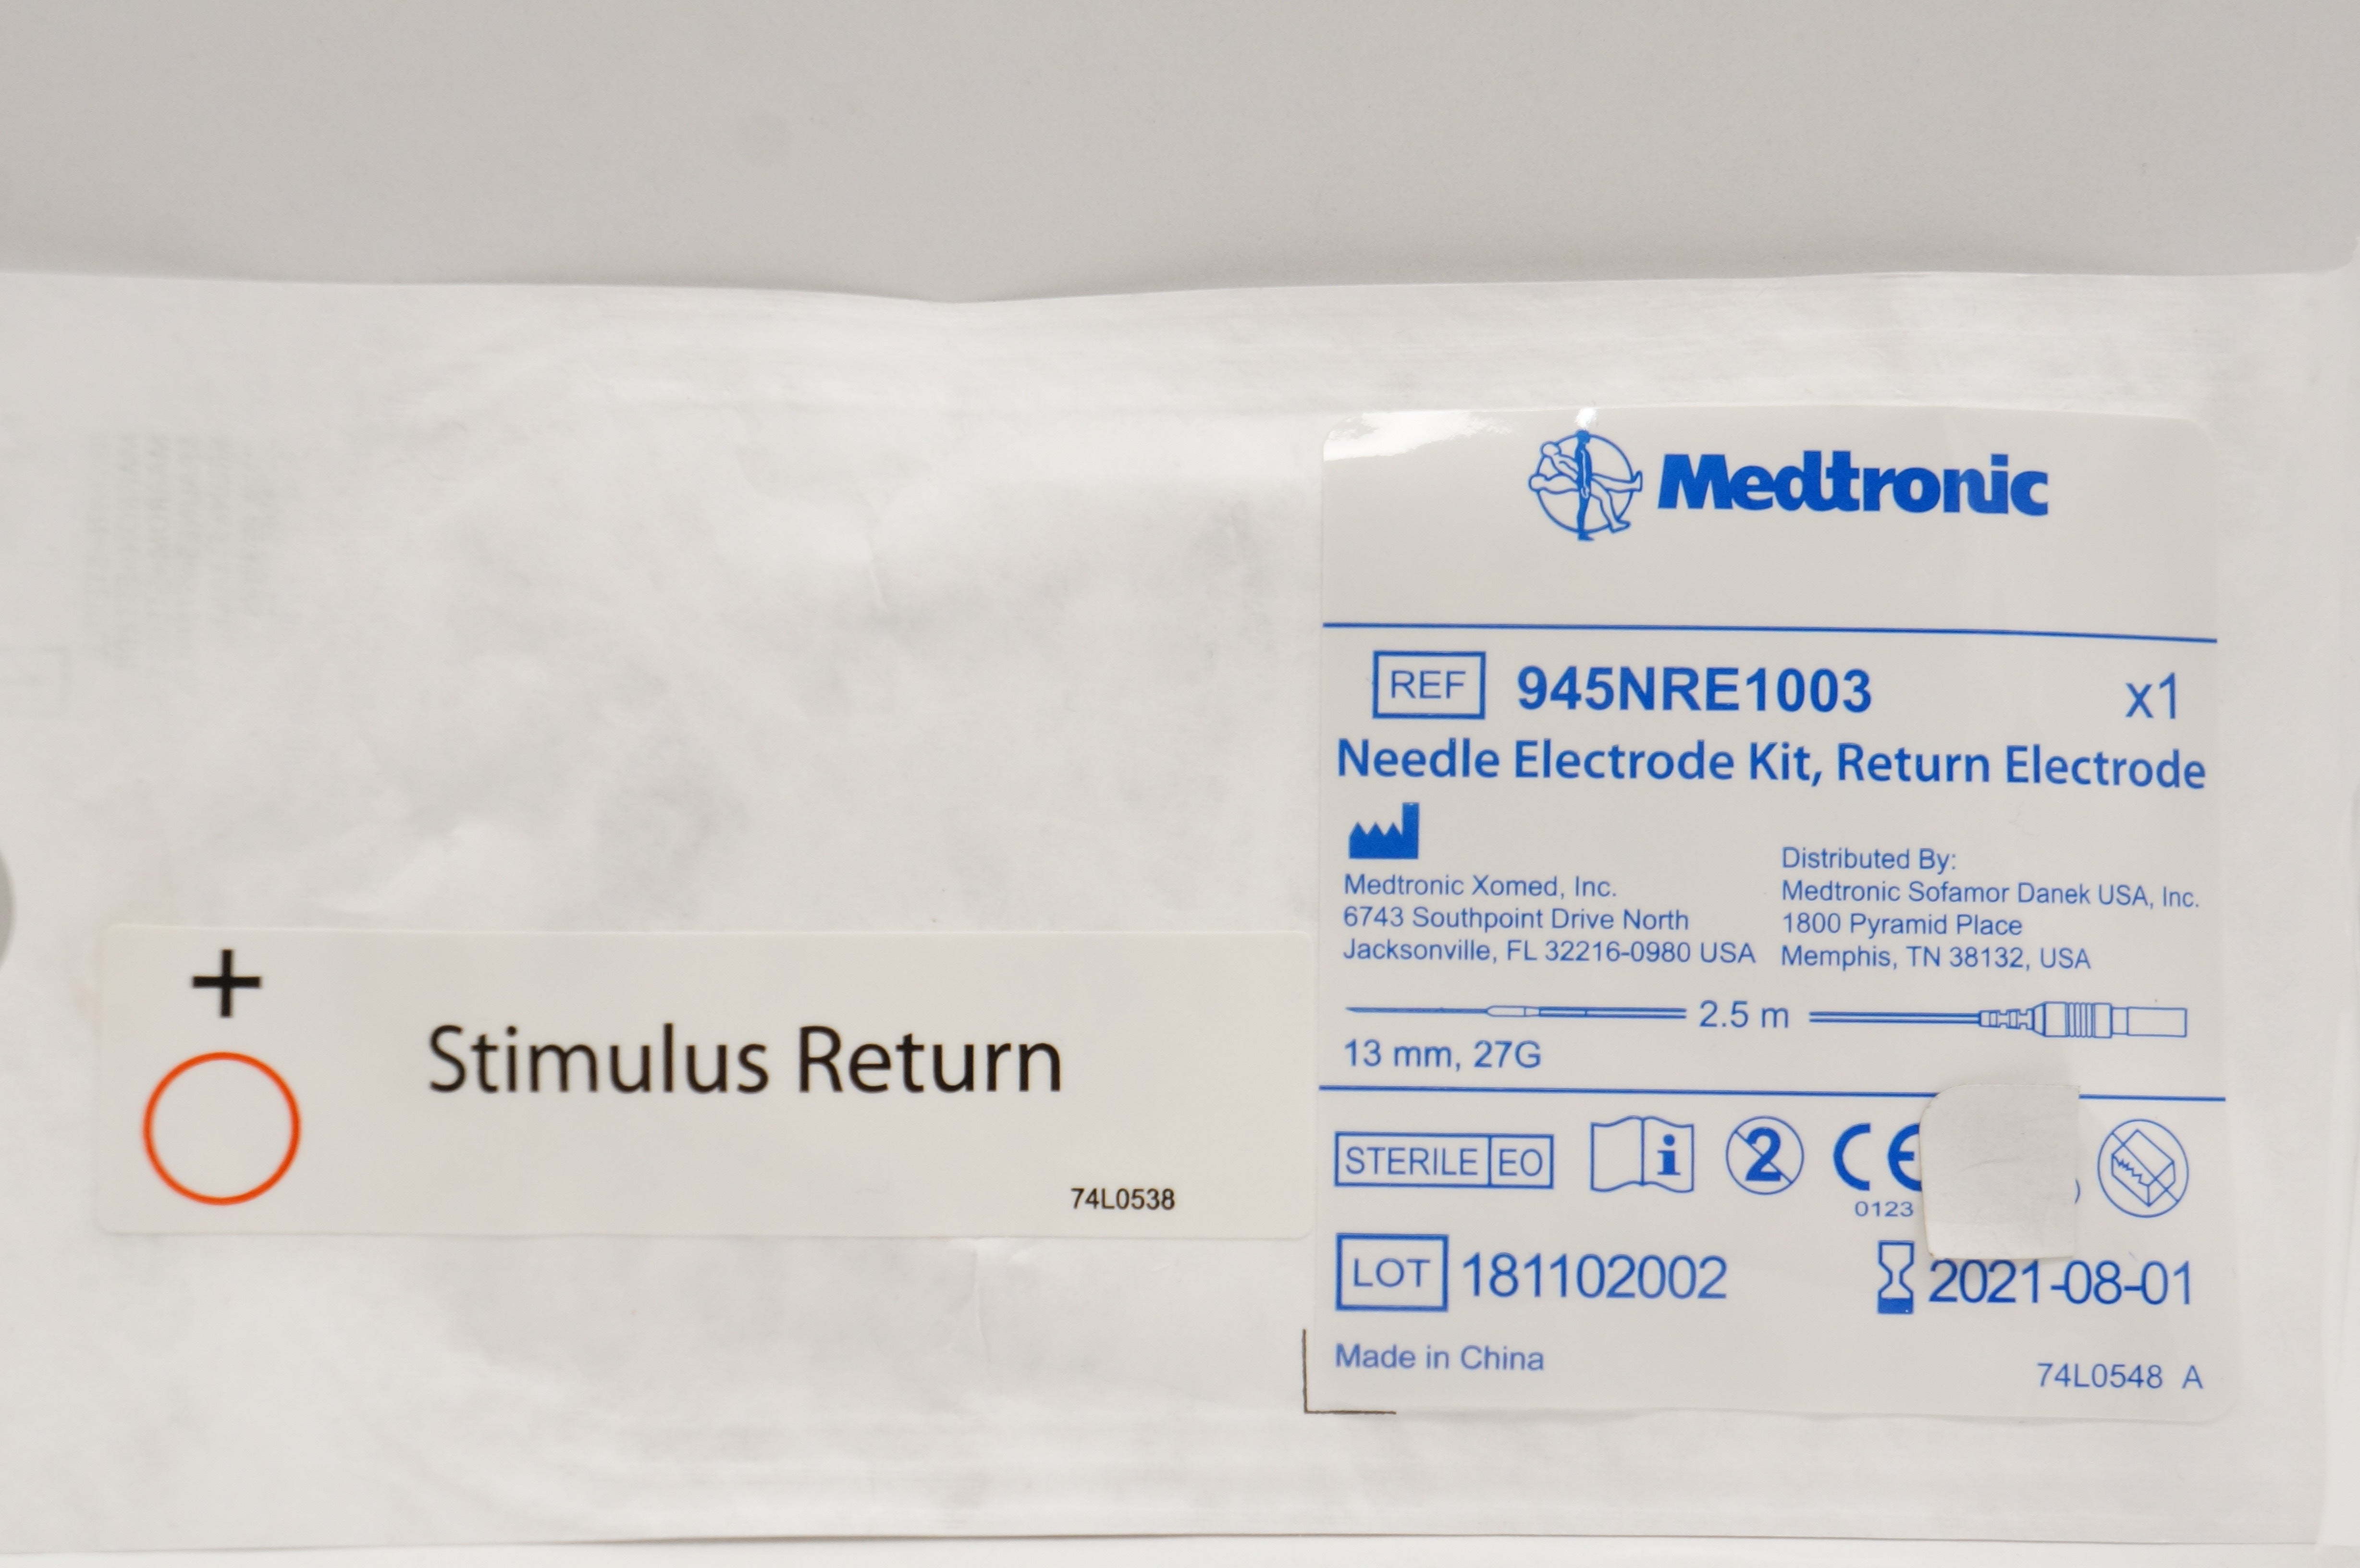 Medtronic
REF 945NRE1003 x1
Needle Electrode Kit, Return Electrode
Medtronic Xomed, Inc.
6743 Southpoint Drive North
Jacksonville, FL 32216-0980 USA
Distributed By:
Medtronic Sofamor Danek USA, Inc.
1800 Pyramid Place
Memphis, TN 38132, USA
2.5 m
13 mm, 27G
STERILE EO i 2 CE
0123
LOT 181102002 2021-08-01
Made in China
74L0548 A
+
Stimulus Return
74L0538